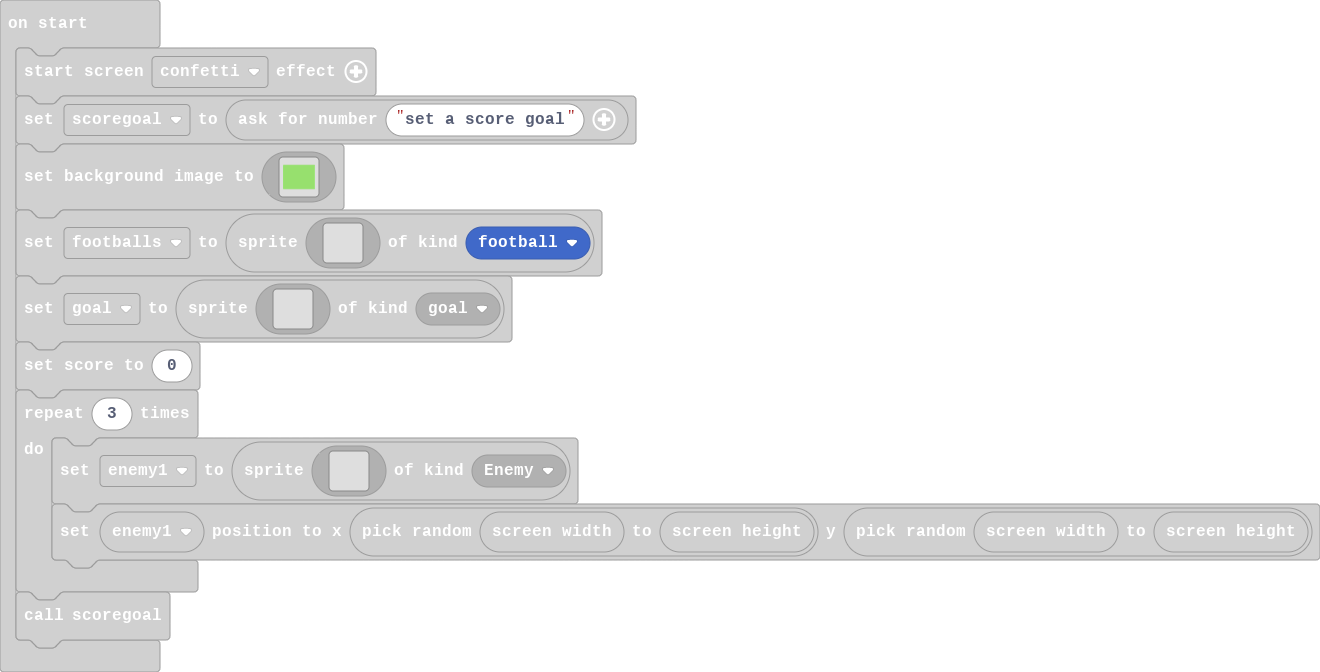 on start
start screen confetti effect
set scoregoal to ask for number "set a score goal"
set background image to
set footballs to sprite of kind football
set goal to sprite of kind goal
set score to 0
repeat 3 times
do
set enemy1 to sprite of kind Enemy
set enemy1 position to x pick random screen width to screen height y pick random screen width to screen height
call scoregoal